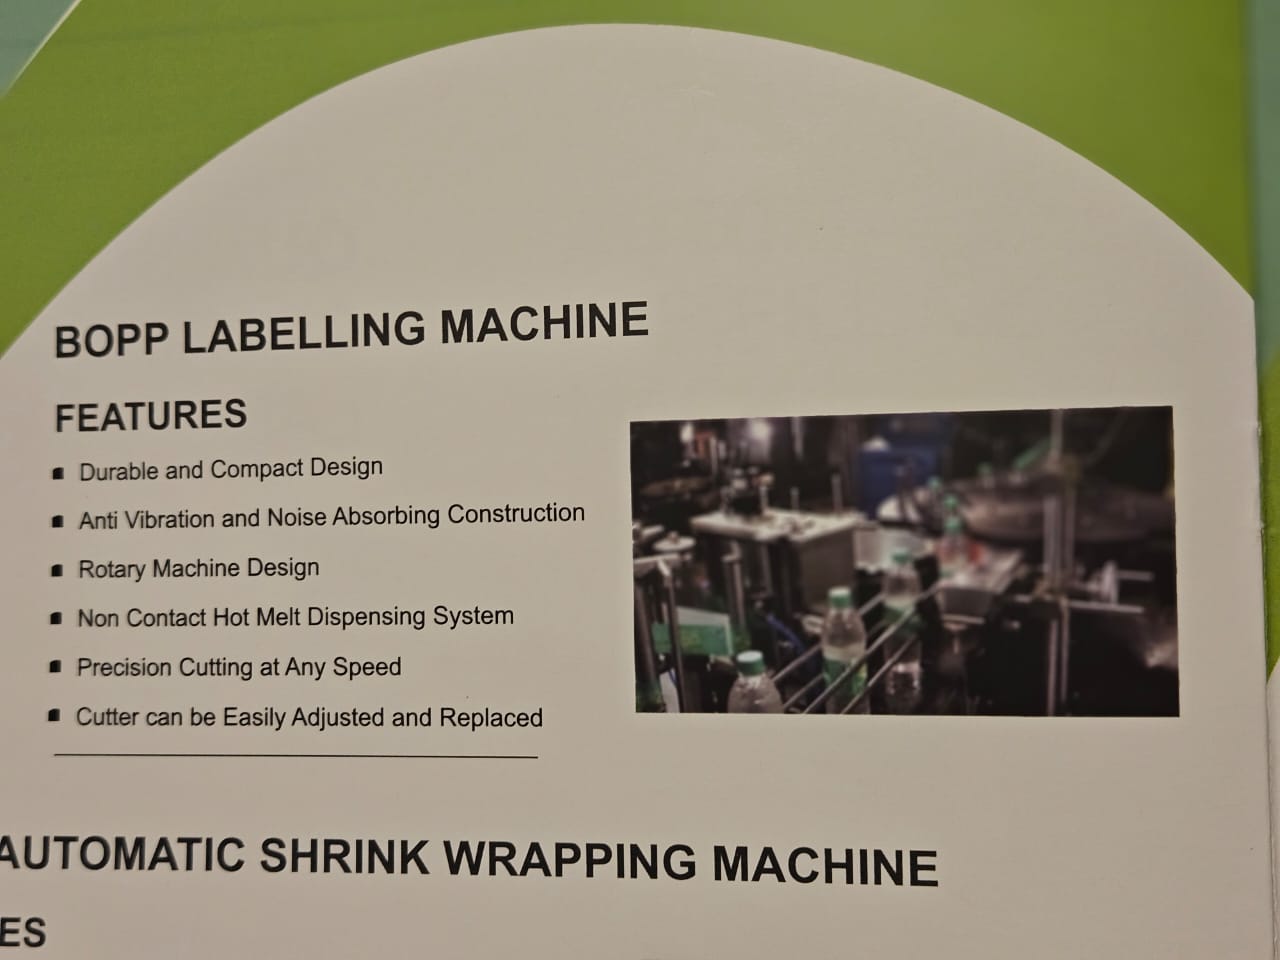 BOPP LABELLING MACHINE
FEATURES
Durable and Compact Design
Anti Vibration and Noise Absorbing Construction
Rotary Machine Design
Non Contact Hot Melt Dispensing System
Precision Cutting at Any Speed
Cutter can be Easily Adjusted and Replaced
AUTOMATIC SHRINK WRAPPING MACHINE
ES